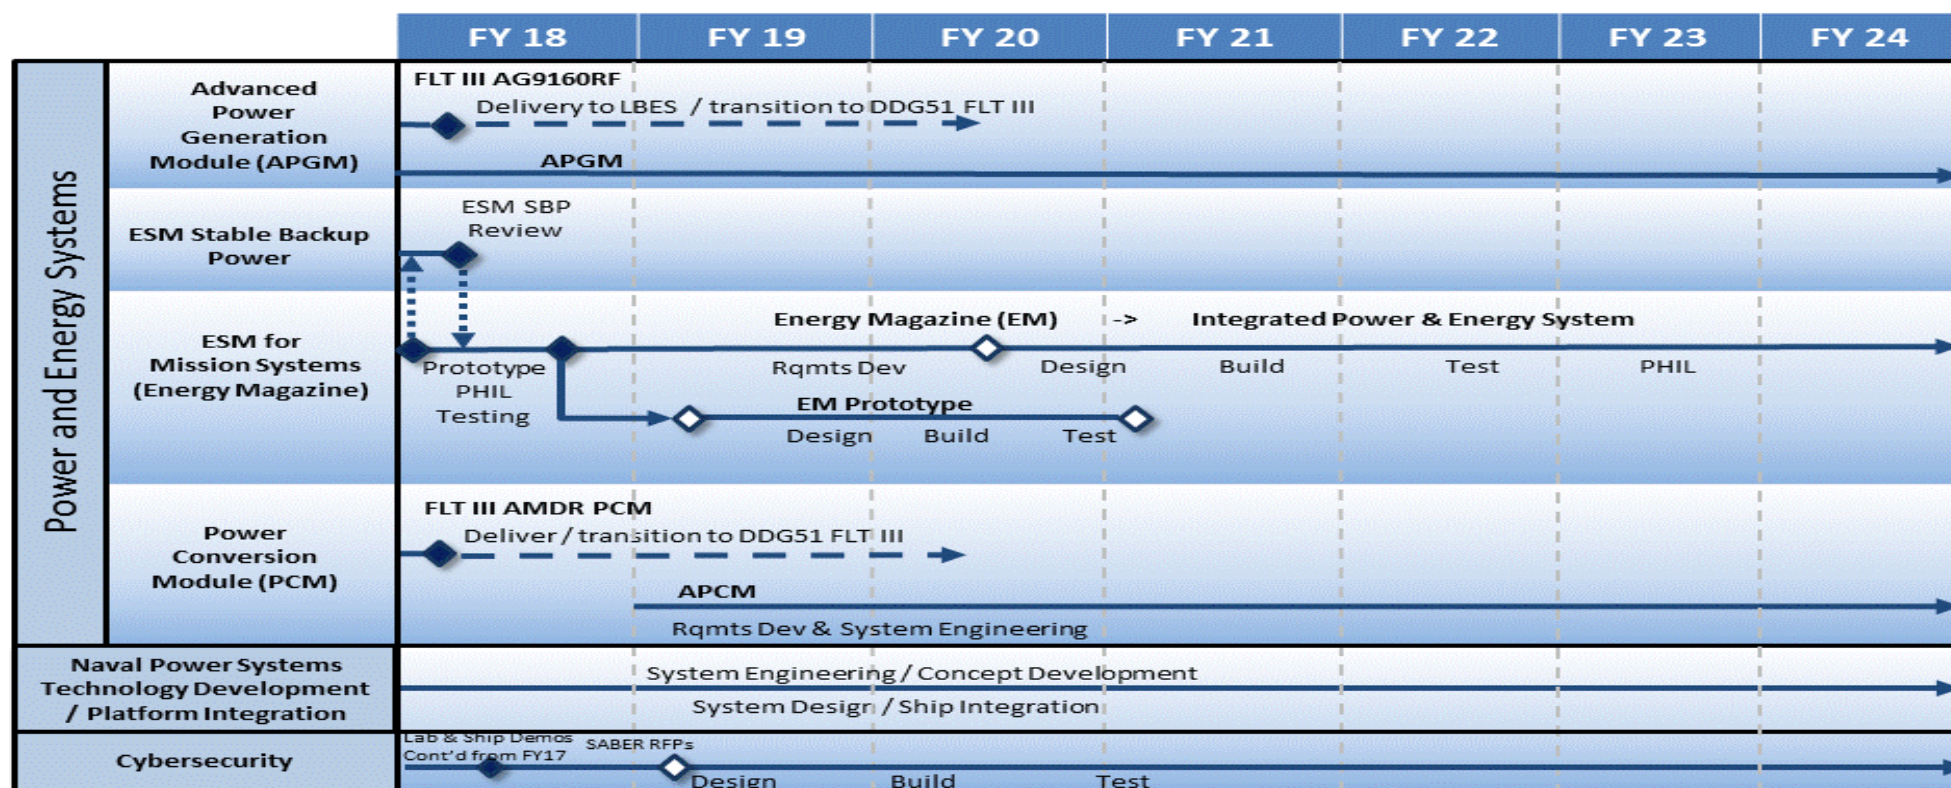 FY 18 FY 19 FY 20 FY 21 FY 22 FY 23 FY 24
Power and Energy Systems
Advanced
Power
Generation
Module (APGM)
FLT III AG9160RF
Delivery to LBES / transition to DDG51 FLT III
APGM
ESM Stable Backup
Power
ESM SBP
Review
ESM for
Mission Systems
(Energy Magazine)
Energy Magazine (EM) -> Integrated Power & Energy System
Prototype
PHIL
Testing
Rqmts Dev Design Build Test PHIL
EM Prototype
Design Build Test
Power
Conversion
Module (PCM)
FLT III AMDR PCM
Deliver / transition to DDG51 FLT III
APCM
Rqmts Dev & System Engineering
Naval Power Systems
Technology Development
/ Platform Integration
System Engineering / Concept Development
System Design / Ship Integration
Cybersecurity
Lab & Ship Demos
Cont'd from FY17
SABER RFPs
Design Build Test